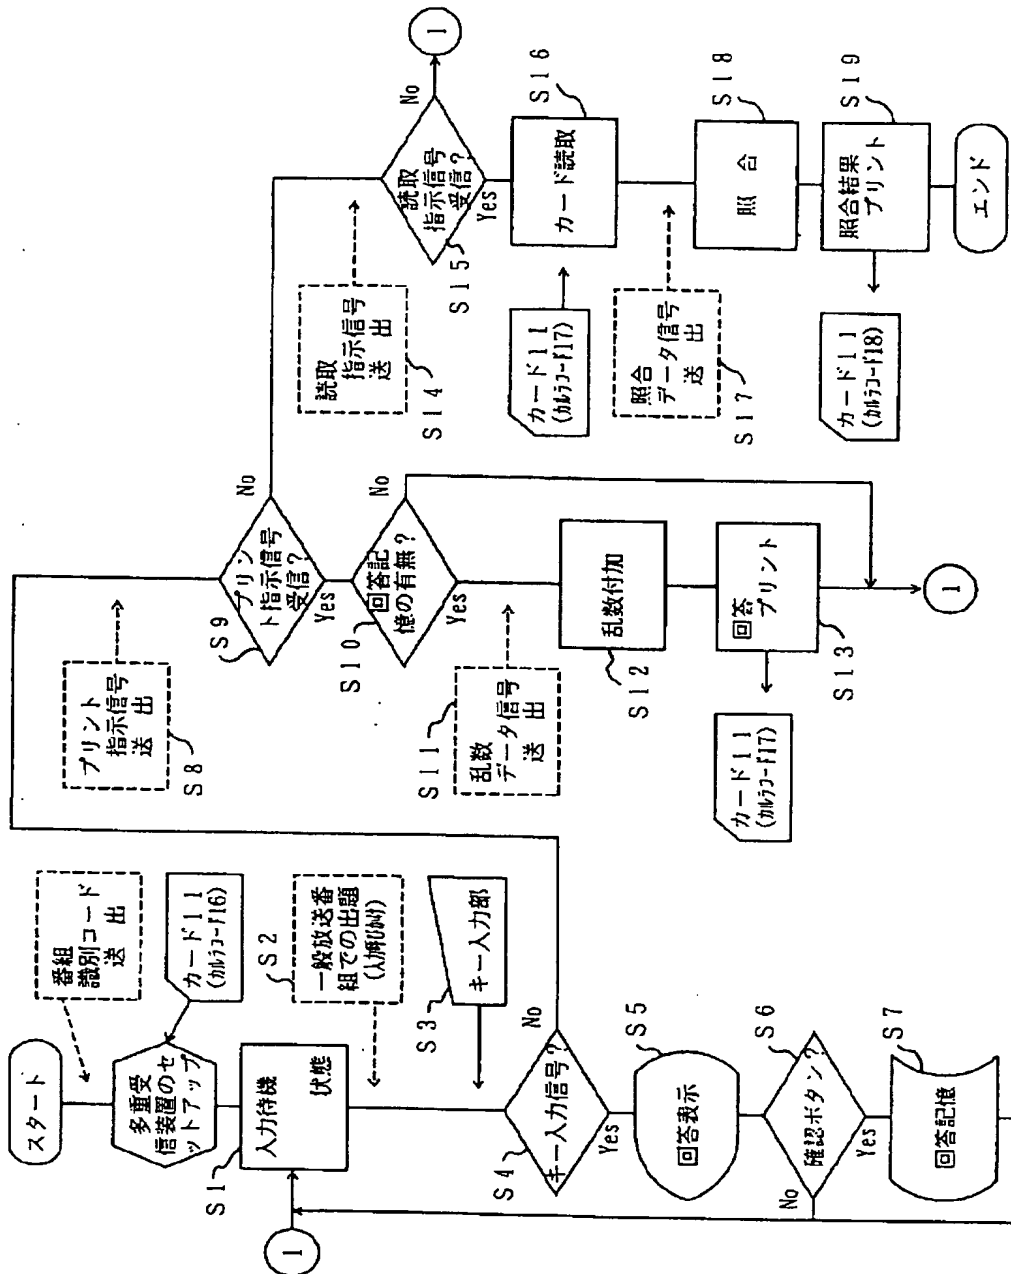 スタート
番組
識別コード
送　出
多重受
信装置のセ
ットアップ
カード１１
(ｶﾙﾗｺｰﾄﾞ16)
S1
入力待機
状態
1
S2
一般放送番
組での出題
(入力呼びかけ)
S3
キー入力部
S4
キー入力信号？
No
Yes
S5
回答表示
S6
確認ボタン？
No
Yes
S7
回答記憶
プリント
指示信号
送　出
S8
S9
プリン
ト指示信号
受信？
No
Yes
S10
回答記
憶の有無？
No
Yes
S11
乱数
データ信号
送　出
S12
乱数付加
S13
回答
プリント
カード１１
(ｶﾙﾗｺｰﾄﾞ17)
1
読取
指示信号
送　出
S14
S15
読取
指示信号
受信？
No
1
Yes
S16
カード読取
カード１１
(ｶﾙﾗｺｰﾄﾞ17)
照合
データ信号
送　出
S17
S18
照　合
S19
照合結果
プリント
カード１１
(ｶﾙﾗｺｰﾄﾞ18)
エンド